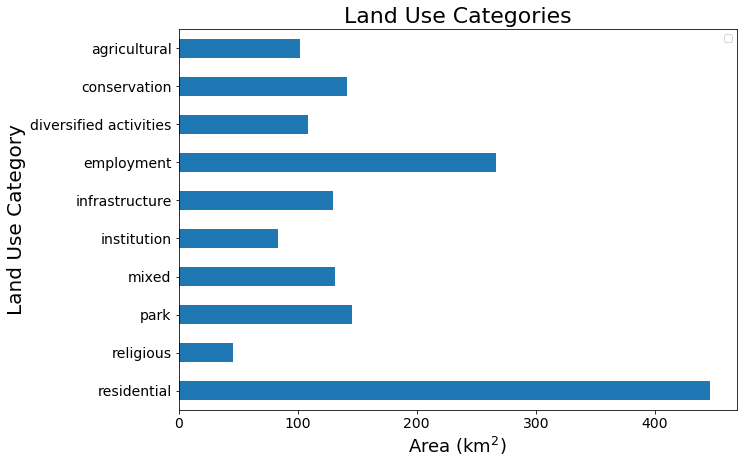 Land Use Categories
agricultural
conservation
diversified activities
employment
infrastructure
institution
mixed
park
religious
residential
Land Use Category
0 100 200 300 400
Area (km²)